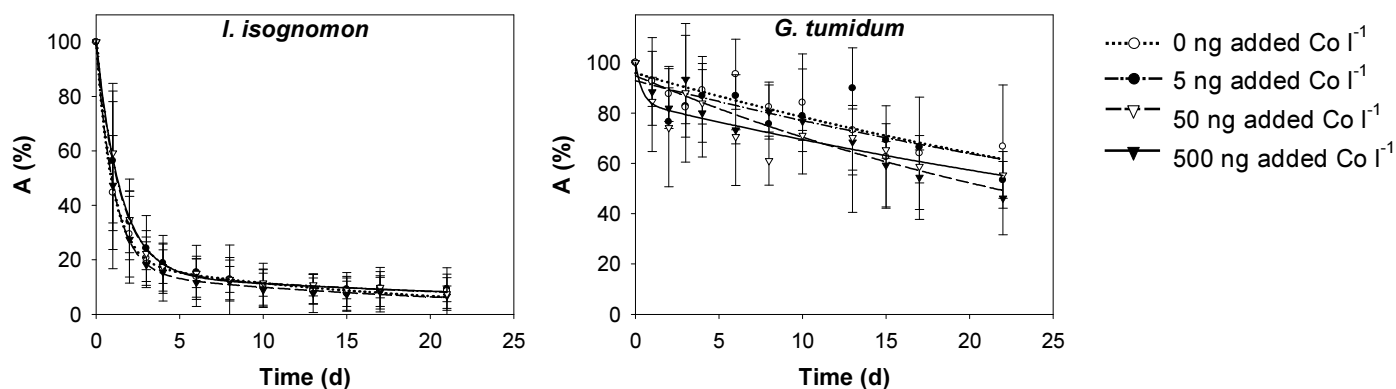 I. isognomon
G. tumidum
0 ng added Co l⁻¹
5 ng added Co l⁻¹
50 ng added Co l⁻¹
500 ng added Co l⁻¹
A (%)
100
80
60
40
20
0
0 5 10 15 20 25
Time (d)
A (%)
100
80
60
40
20
0
0 5 10 15 20 25
Time (d)